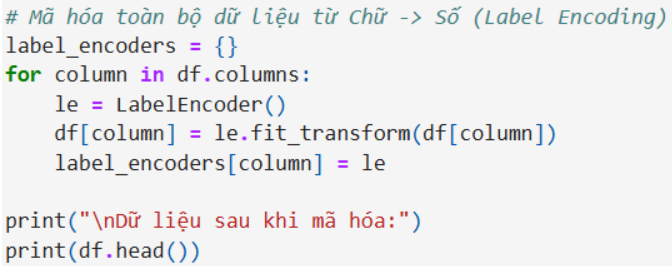 # Mã hóa toàn bộ dữ liệu từ Chữ -> Số (Label Encoding)
label_encoders = {}
for column in df.columns:
    le = LabelEncoder()
    df[column] = le.fit_transform(df[column])
    label_encoders[column] = le

print("\nDữ liệu sau khi mã hóa:")
print(df.head())